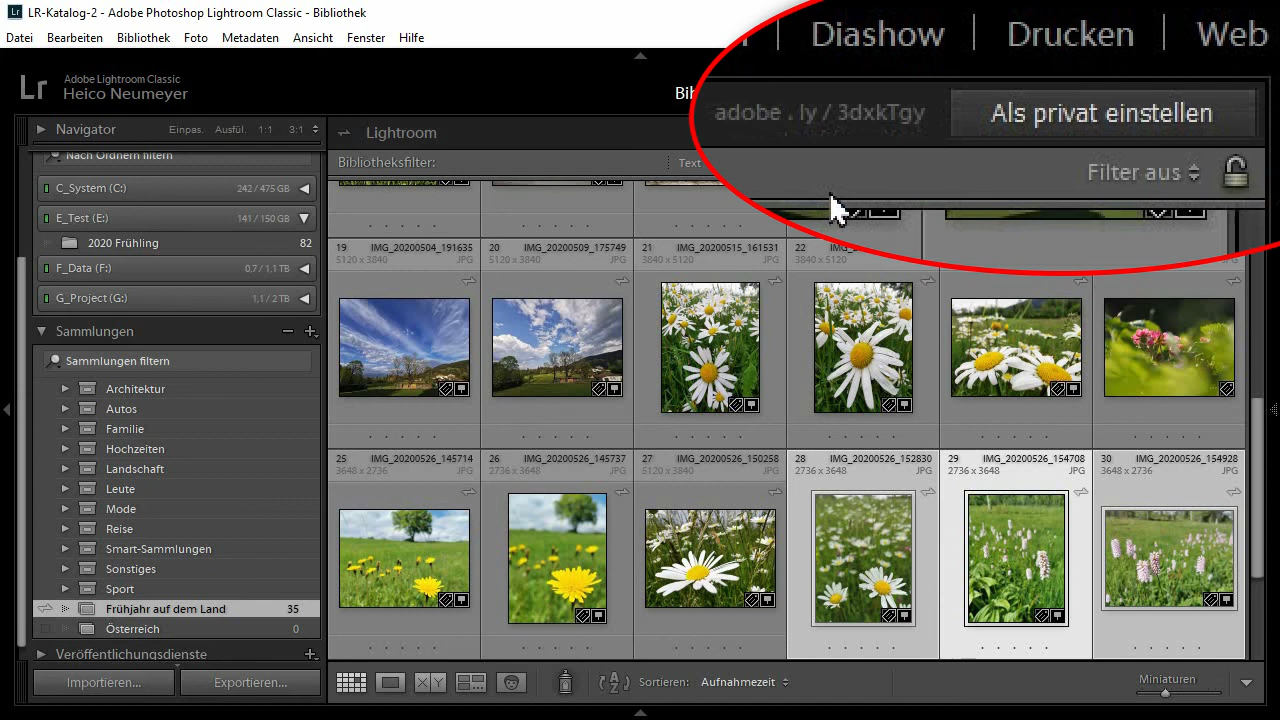 LR-Katalog-2 - Adobe Photoshop Lightroom Classic - Bibliothek
Datei Bearbeiten Bibliothek Foto Metadaten Ansicht Fenster Hilfe
Diashow Drucken Web
Lr Adobe Lightroom Classic
Heico Neumeyer
adobe . ly / 3dxkTgy Als privat einstellen
Navigator Einpas. Ausfül. 1:1 3:1
Lightroom
Nach Ordnern filtern
Bibliotheksfilter: Text
Filter aus
C_System (C:) 242 / 475 GB
E_Test (E:) 141 / 150 GB
2020 Frühling 82
F_Data (F:) 0,7 / 1,1 TB
G_Project (G:) 1,1 / 2 TB
Sammlungen
Sammlungen filtern
Architektur
Autos
Familie
Hochzeiten
Landschaft
Leute
Mode
Reise
Smart-Sammlungen
Sonstiges
Sport
Frühjahr auf dem Land 35
Österreich 0
Veröffentlichungsdienste
Importieren... Exportieren...
19 IMG_20200504_191635
5120 x 3840 JPG
20 IMG_20200509_175749
5120 x 3840 JPG
21 IMG_20200515_161531
3840 x 5120 JPG
22
3840 x 5120
25 IMG_20200526_145714
3648 x 2736 JPG
26 IMG_20200526_145737
2736 x 3648 JPG
27 IMG_20200526_150258
5120 x 3840 JPG
28 IMG_20200526_152830
2736 x 3648 JPG
29 IMG_20200526_154708
2736 x 3648 JPG
30 IMG_20200526_154928
3648 x 2736 JPG
Sortieren: Aufnahmezeit
Miniaturen